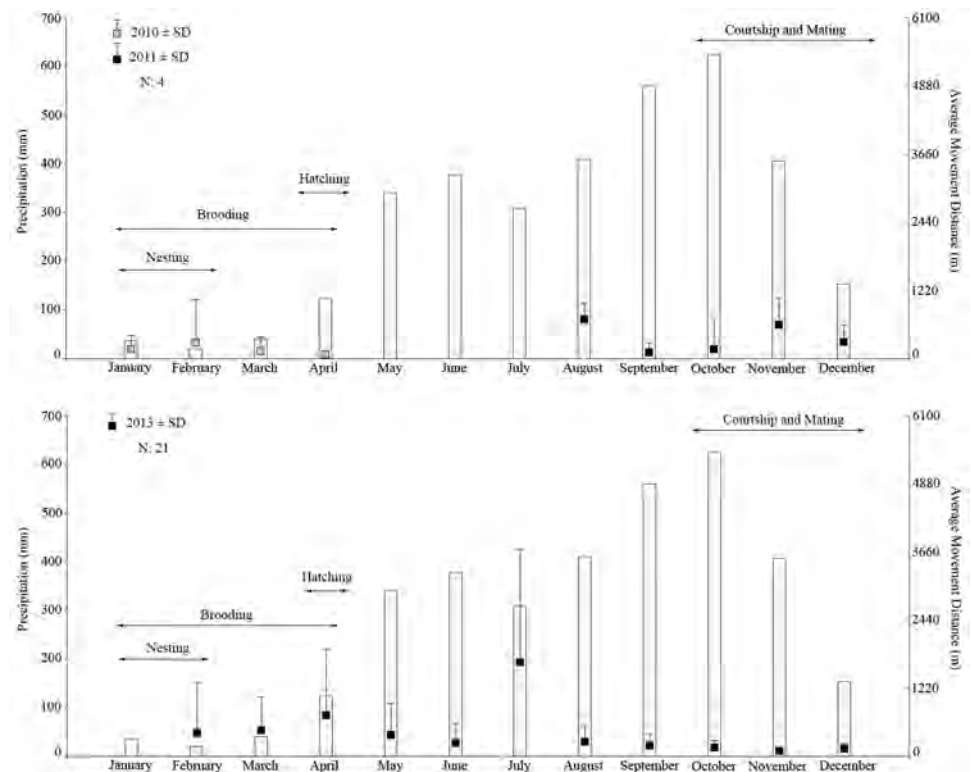 700
600
500
400
300
200
100
0
Precipitation (mm)
2010 ± SD
2011 ± SD
N: 4
Courtship and Mating
Hatching
Brooding
Nesting
6100
4880
3660
2440
1220
0
Average Movement Distance (m)
January February March April May June July August September October November December
700
600
500
400
300
200
100
0
Precipitation (mm)
2013 ± SD
N: 21
Courtship and Mating
Hatching
Brooding
Nesting
6100
4880
3660
2440
1220
0
Average Movement Distance (m)
January February March April May June July August September October November December